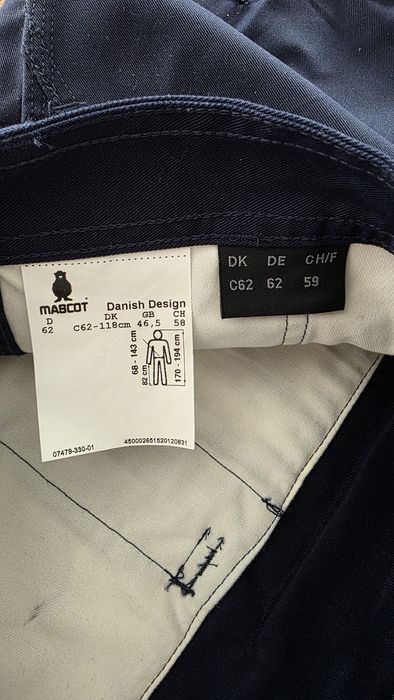 MASCOT
Danish Design
D DK GB CH
62 C62-118cm 46,5 58
68 - 143 cm
82 cm
170 - 194 cm
07479-330-01
450002651520120831
DK DE CH/F
C62 62 59